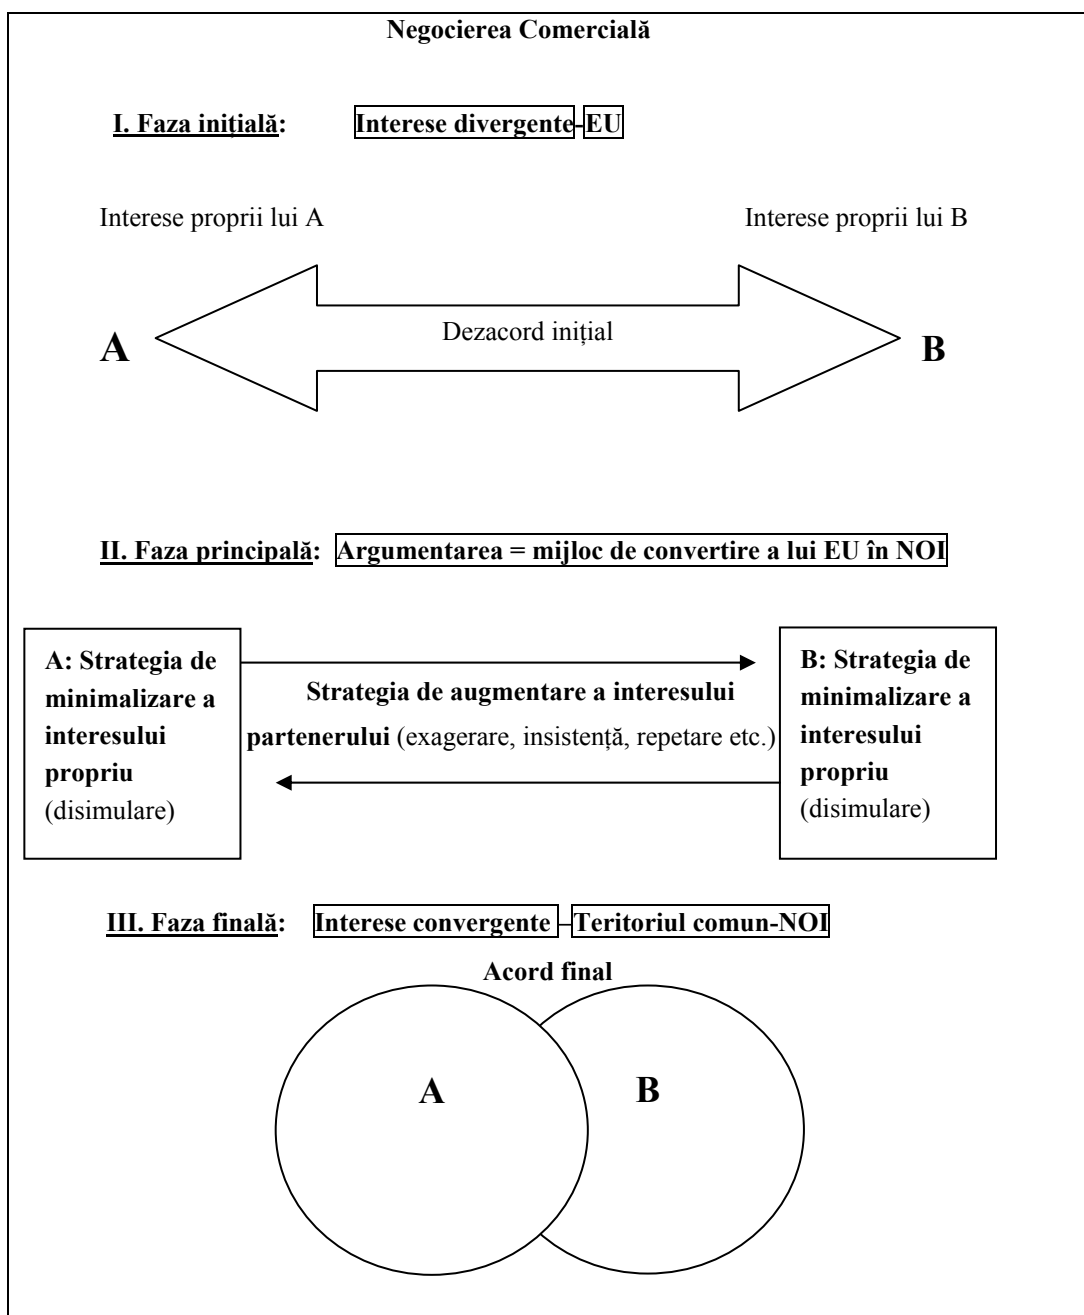 Negocierea Comercială
I. Faza inițială: Interese divergente-EU
Interese proprii lui A
Interese proprii lui B
A
Dezacord inițial
B
II. Faza principală: Argumentarea = mijloc de convertire a lui EU în NOI
A: Strategia de
minimalizare a
interesului
propriu
(disimulare)
Strategia de augmentare a interesului
partenerului (exagerare, insistență, repetare etc.)
B: Strategia de
minimalizare a
interesului
propriu
(disimulare)
III. Faza finală: Interese convergente – Teritoriul comun-NOI
Acord final
A
B